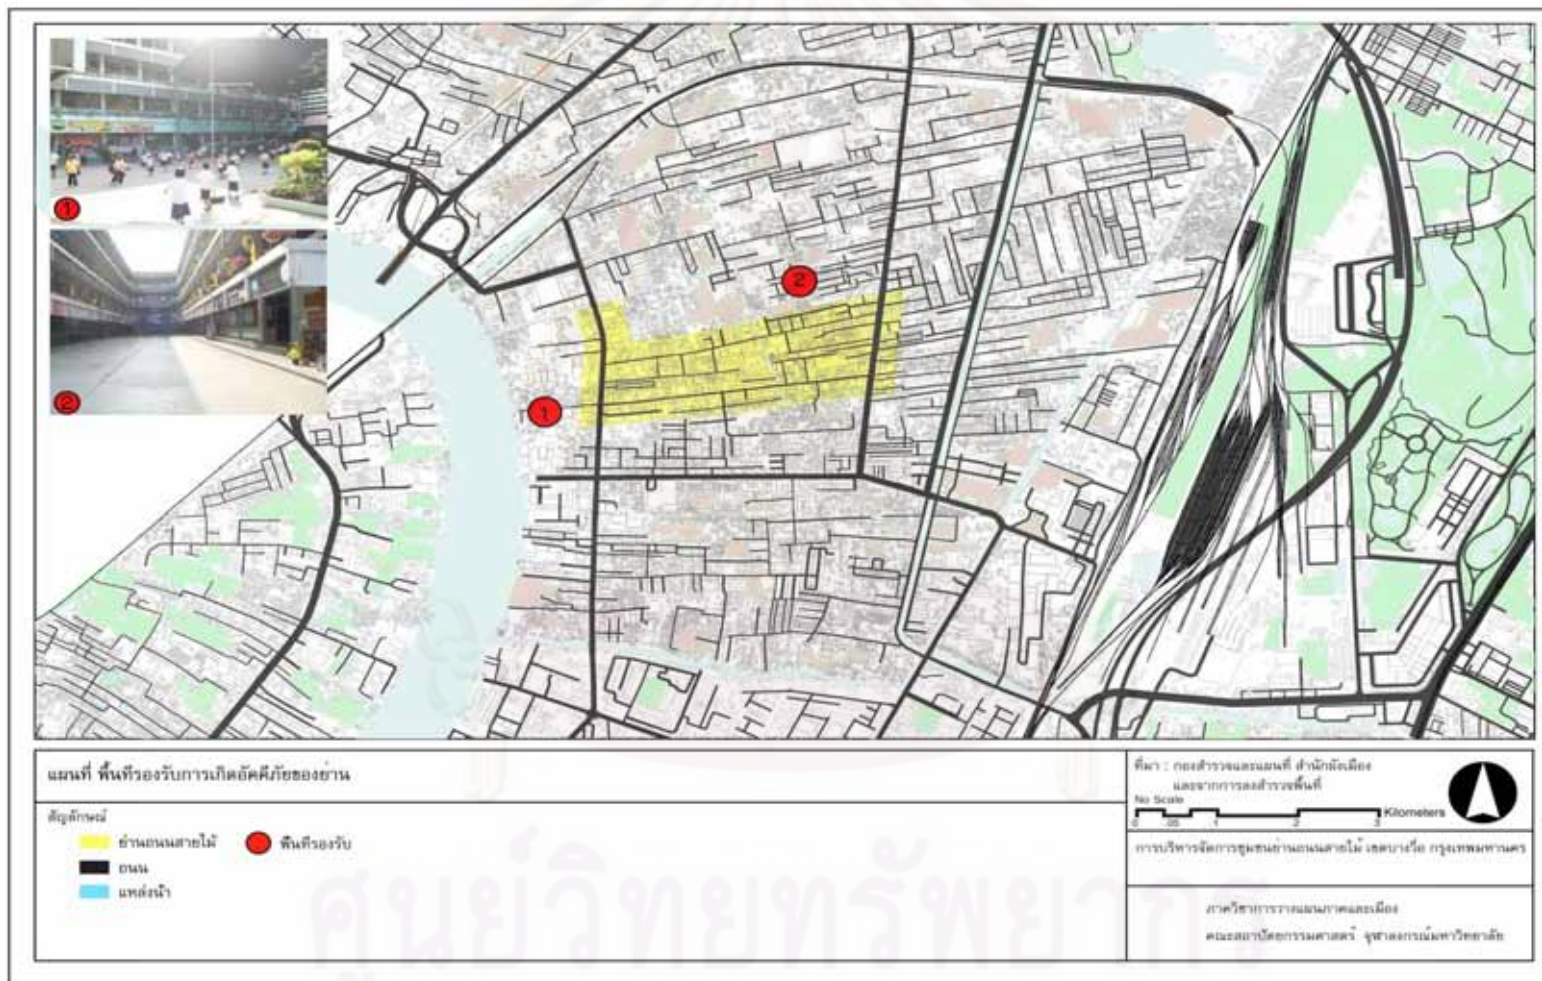 1
2
2
1
แผนที่ พื้นที่รองรับการเกิดอัคคีภัยของย่าน
สัญลักษณ์
ย่านถนนสายไม้
พื้นที่รองรับ
ถนน
แหล่งน้ำ
ที่มา : กองสำรวจและแผนที่ สำนักผังเมือง
และจากการลงสำรวจพื้นที่
No Scale
0 .05 1 2 3 Kilometers
การบริหารจัดการชุมชนย่านถนนสายไม้ เขตบางซื่อ กรุงเทพมหานคร
ภาควิชาการวางแผนภาคและเมือง
คณะสถาปัตยกรรมศาสตร์ จุฬาลงกรณ์มหาวิทยาลัย
ศูนย์วิทยทรัพยากร